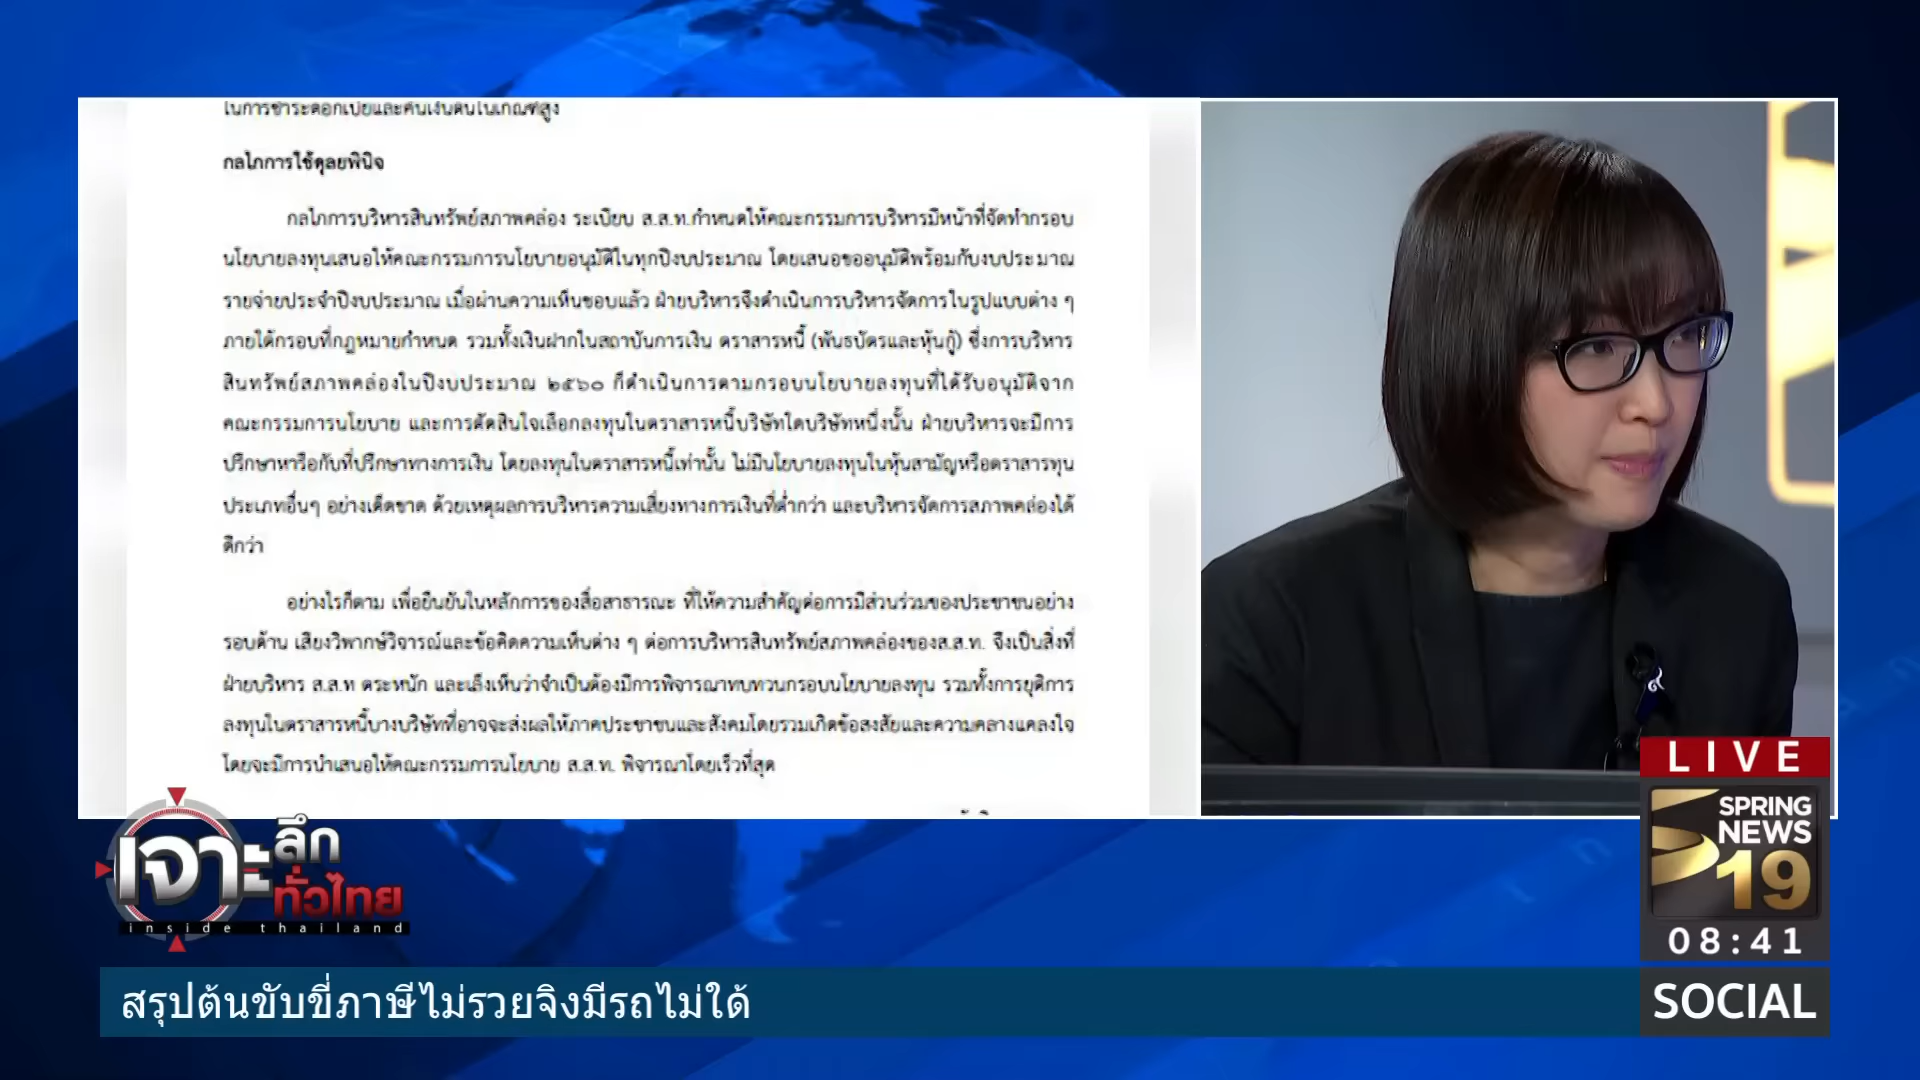 ในการชำระดอกเบี้ยและคืนเงินต้นในเกณฑ์สูง
กลไกการใช้ดุลยพินิจ
กลไกการบริหารสินทรัพย์สภาพคล่อง ระเบียบ ส.ส.ท.กำหนดให้คณะกรรมการบริหารมีหน้าที่จัดทำกรอบ
นโยบายลงทุนเสนอให้คณะกรรมการนโยบายอนุมัติในทุกปีงบประมาณ โดยเสนอขออนุมัติพร้อมกับงบประมาณ
รายจ่ายประจำปีงบประมาณ เมื่อผ่านความเห็นชอบแล้ว ฝ่ายบริหารจึงดำเนินการบริหารจัดการในรูปแบบต่าง ๆ
ภายใต้กรอบที่กฎหมายกำหนด รวมทั้งเงินฝากในสถาบันการเงิน ตราสารหนี้ (พันธบัตรและหุ้นกู้) ซึ่งการบริหาร
สินทรัพย์สภาพคล่องในปีงบประมาณ ๒๕๖๐ ก็ดำเนินการตามกรอบนโยบายลงทุนที่ได้รับอนุมัติจาก
คณะกรรมการนโยบาย และการตัดสินใจเลือกลงทุนในตราสารหนี้บริษัทใดบริษัทหนึ่งนั้น ฝ่ายบริหารจะมีการ
ปรึกษาหารือกับที่ปรึกษาทางการเงิน โดยลงทุนในตราสารหนี้เท่านั้น ไม่มีนโยบายลงทุนในหุ้นสามัญหรือตราสารทุน
ประเภทอื่นๆ อย่างเด็ดขาด ด้วยเหตุผลการบริหารความเสี่ยงทางการเงินที่ต่ำกว่า และบริหารจัดการสภาพคล่องได้
ดีกว่า
อย่างไรก็ตาม เพื่อยืนยันในหลักการของสื่อสาธารณะ ที่ให้ความสำคัญต่อการมีส่วนร่วมของประชาชนอย่าง
รอบด้าน เสียงวิพากษ์วิจารณ์และข้อคิดความเห็นต่าง ๆ ต่อการบริหารสินทรัพย์สภาพคล่องของส.ส.ท. จึงเป็นสิ่งที่
ฝ่ายบริหาร ส.ส.ท ตระหนัก และเล็งเห็นว่าจำเป็นต้องมีการพิจารณาทบทวนกรอบนโยบายลงทุน รวมทั้งการยุติการ
ลงทุนในตราสารหนี้บางบริษัทที่อาจจะส่งผลให้ภาคประชาชนและสังคมโดยรวมเกิดข้อสงสัยและความคลางแคลงใจ
โดยจะมีการนำเสนอให้คณะกรรมการนโยบาย ส.ส.ท. พิจารณาโดยเร็วที่สุด
LIVE
SPRING
NEWS
19
08:41
เจาะลึก
ทั่วไทย
inside thailand
สรุปต้นขับขี่ภาษีไม่รวยจิงมีรถไม่ใด้
SOCIAL